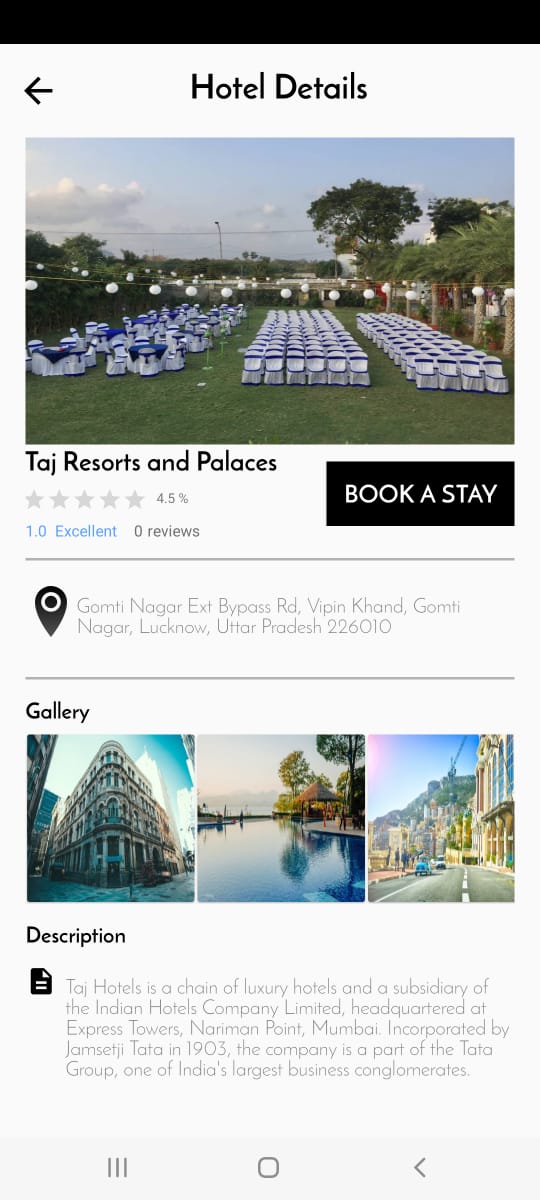 Hotel Details
Taj Resorts and Palaces
4.5 %
BOOK A STAY
1.0 Excellent 0 reviews
Gomti Nagar Ext Bypass Rd, Vipin Khand, Gomti
Nagar, Lucknow, Uttar Pradesh 226010
Gallery
Description
Taj Hotels is a chain of luxury hotels and a subsidiary of
the Indian Hotels Company Limited, headquartered at
Express Towers, Nariman Point, Mumbai. Incorporated by
Jamsetji Tata in 1903, the company is a part of the Tata
Group, one of India's largest business conglomerates.